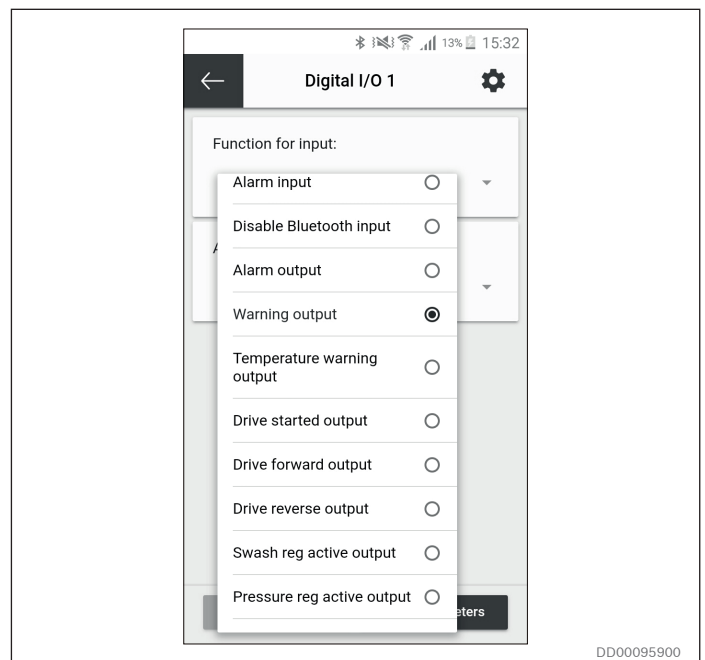 13% 15:32
Digital I/O 1
Function for input:
Alarm input
Disable Bluetooth input
A
Alarm output
Warning output
Temperature warning
output
Drive started output
Drive forward output
Drive reverse output
Swash reg active output
Pressure reg active output
eters
DD00095900